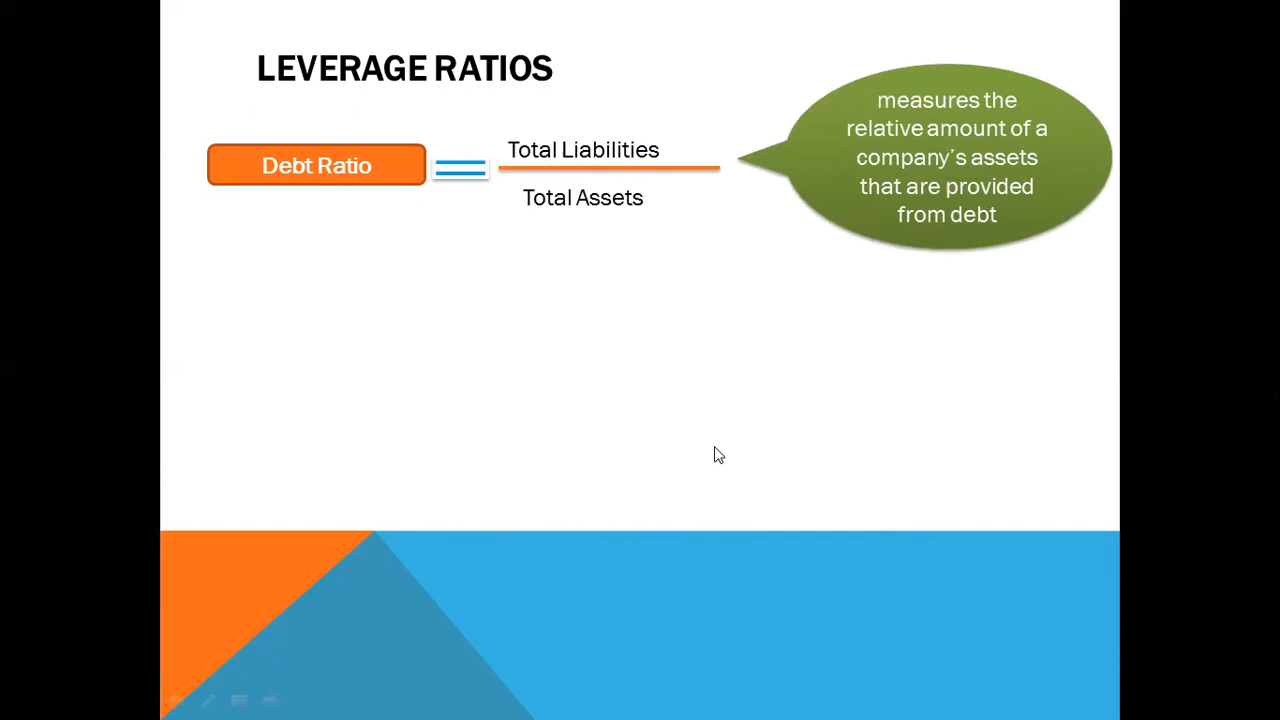 LEVERAGE RATIOS
Debt Ratio
Total Liabilities
Total Assets
measures the
relative amount of a
company's assets
that are provided
from debt